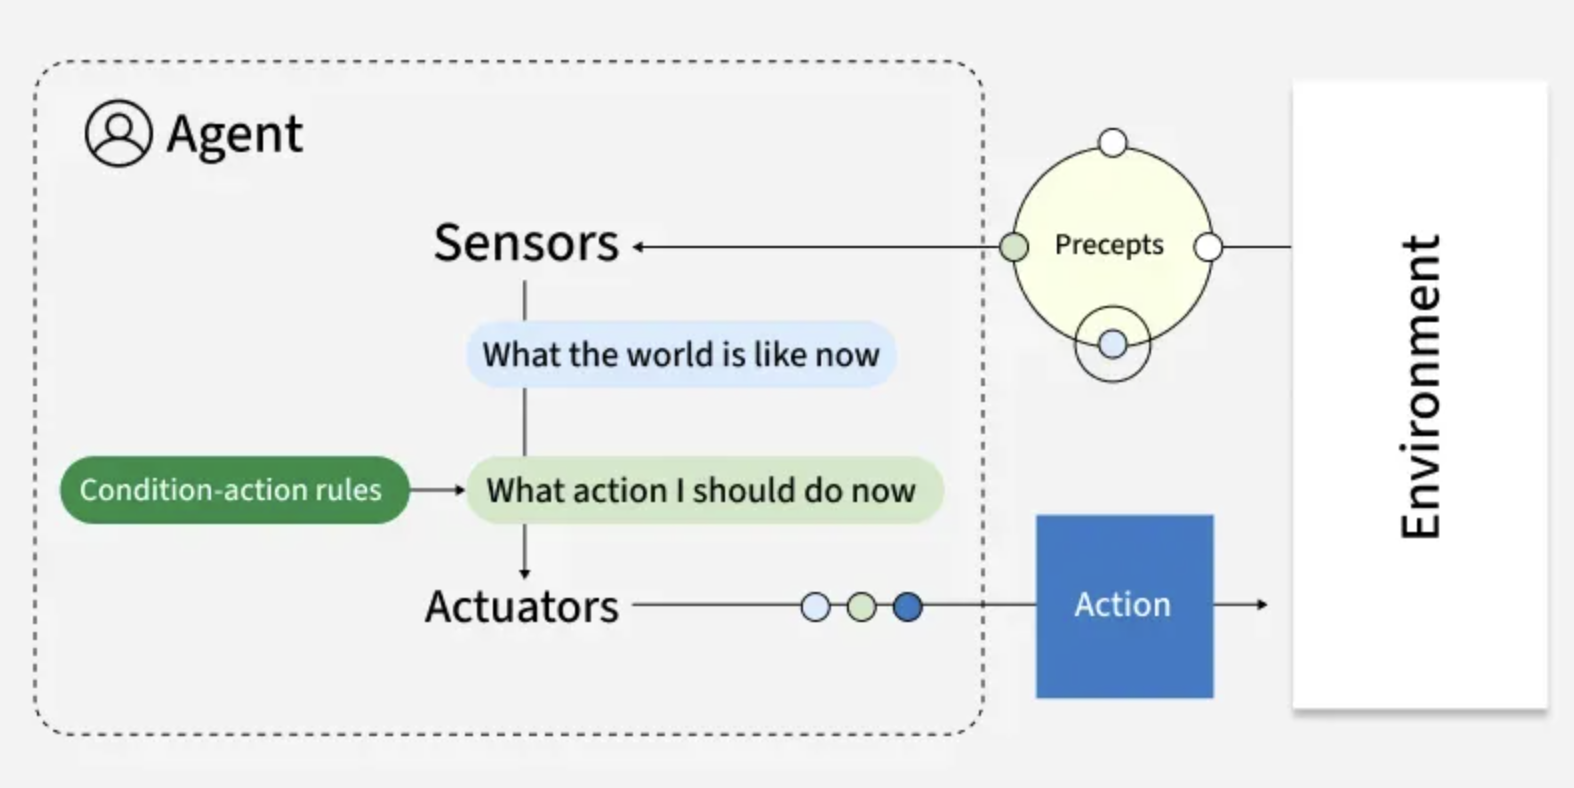 Agent
Sensors
Precepts
What the world is like now
Condition-action rules
What action I should do now
Actuators
Action
Environment